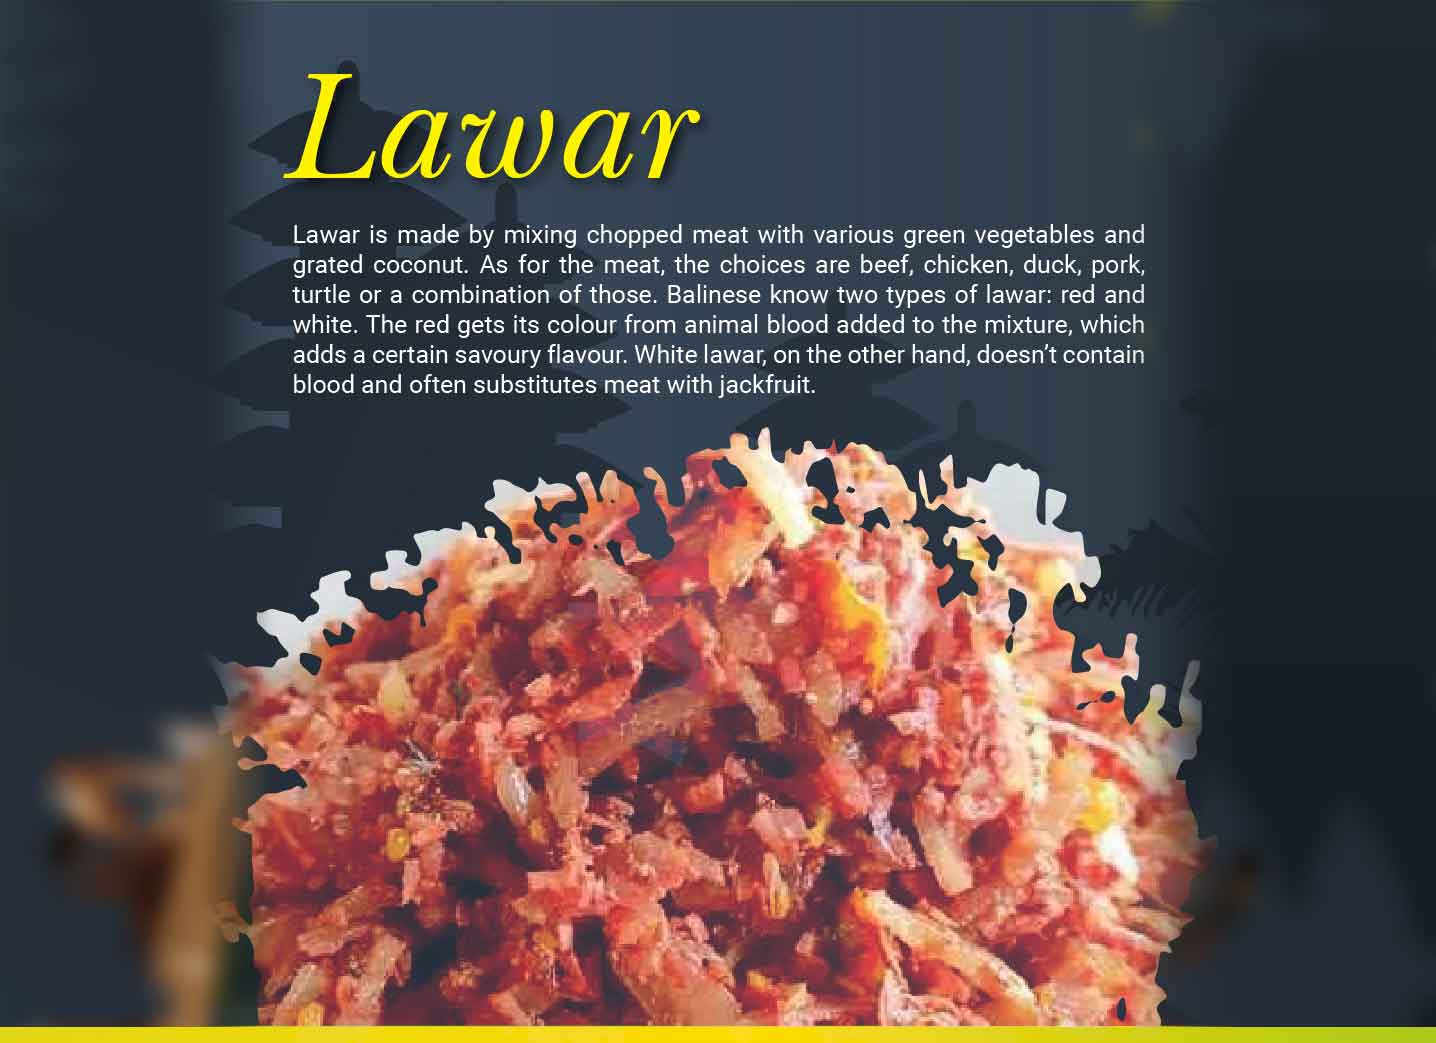 Lawar
Lawar is made by mixing chopped meat with various green vegetables and
grated coconut. As for the meat, the choices are beef, chicken, duck, pork,
turtle or a combination of those. Balinese know two types of lawar: red and
white. The red gets its colour from animal blood added to the mixture, which
adds a certain savoury flavour. White lawar, on the other hand, doesn’t contain
blood and often substitutes meat with jackfruit.